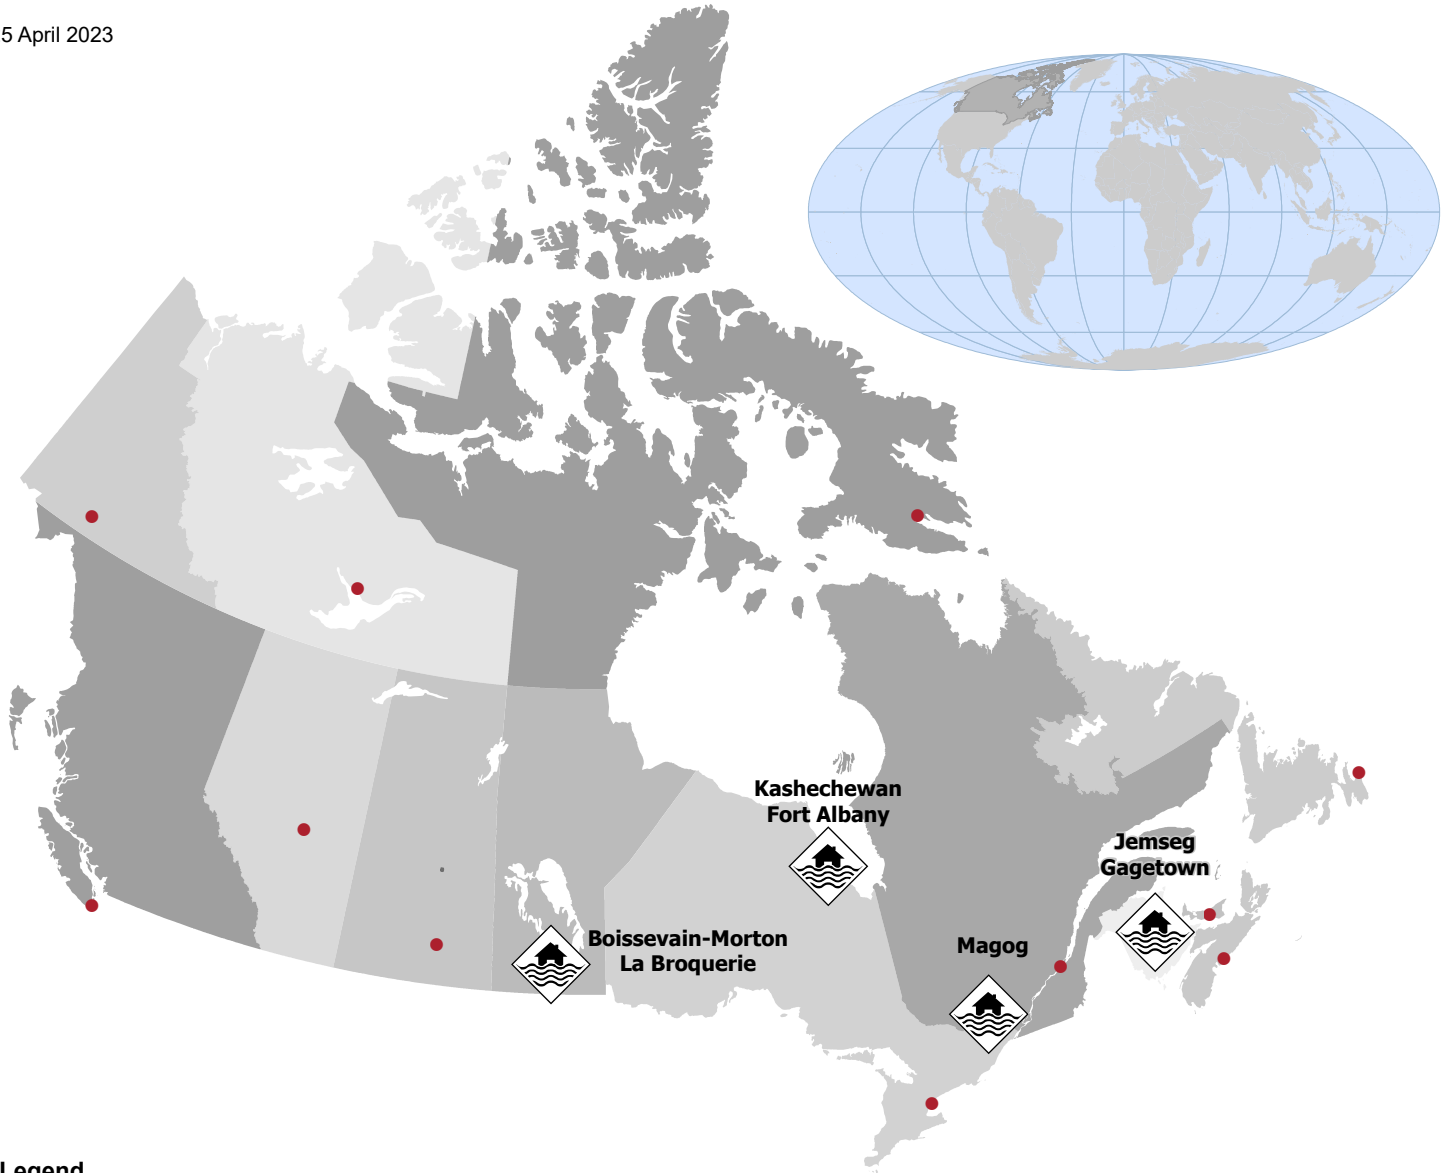 5 April 2023
Kashechewan
Fort Albany
Jemseg
Gagetown
Boissevain-Morton
La Broquerie
Magog
Legend